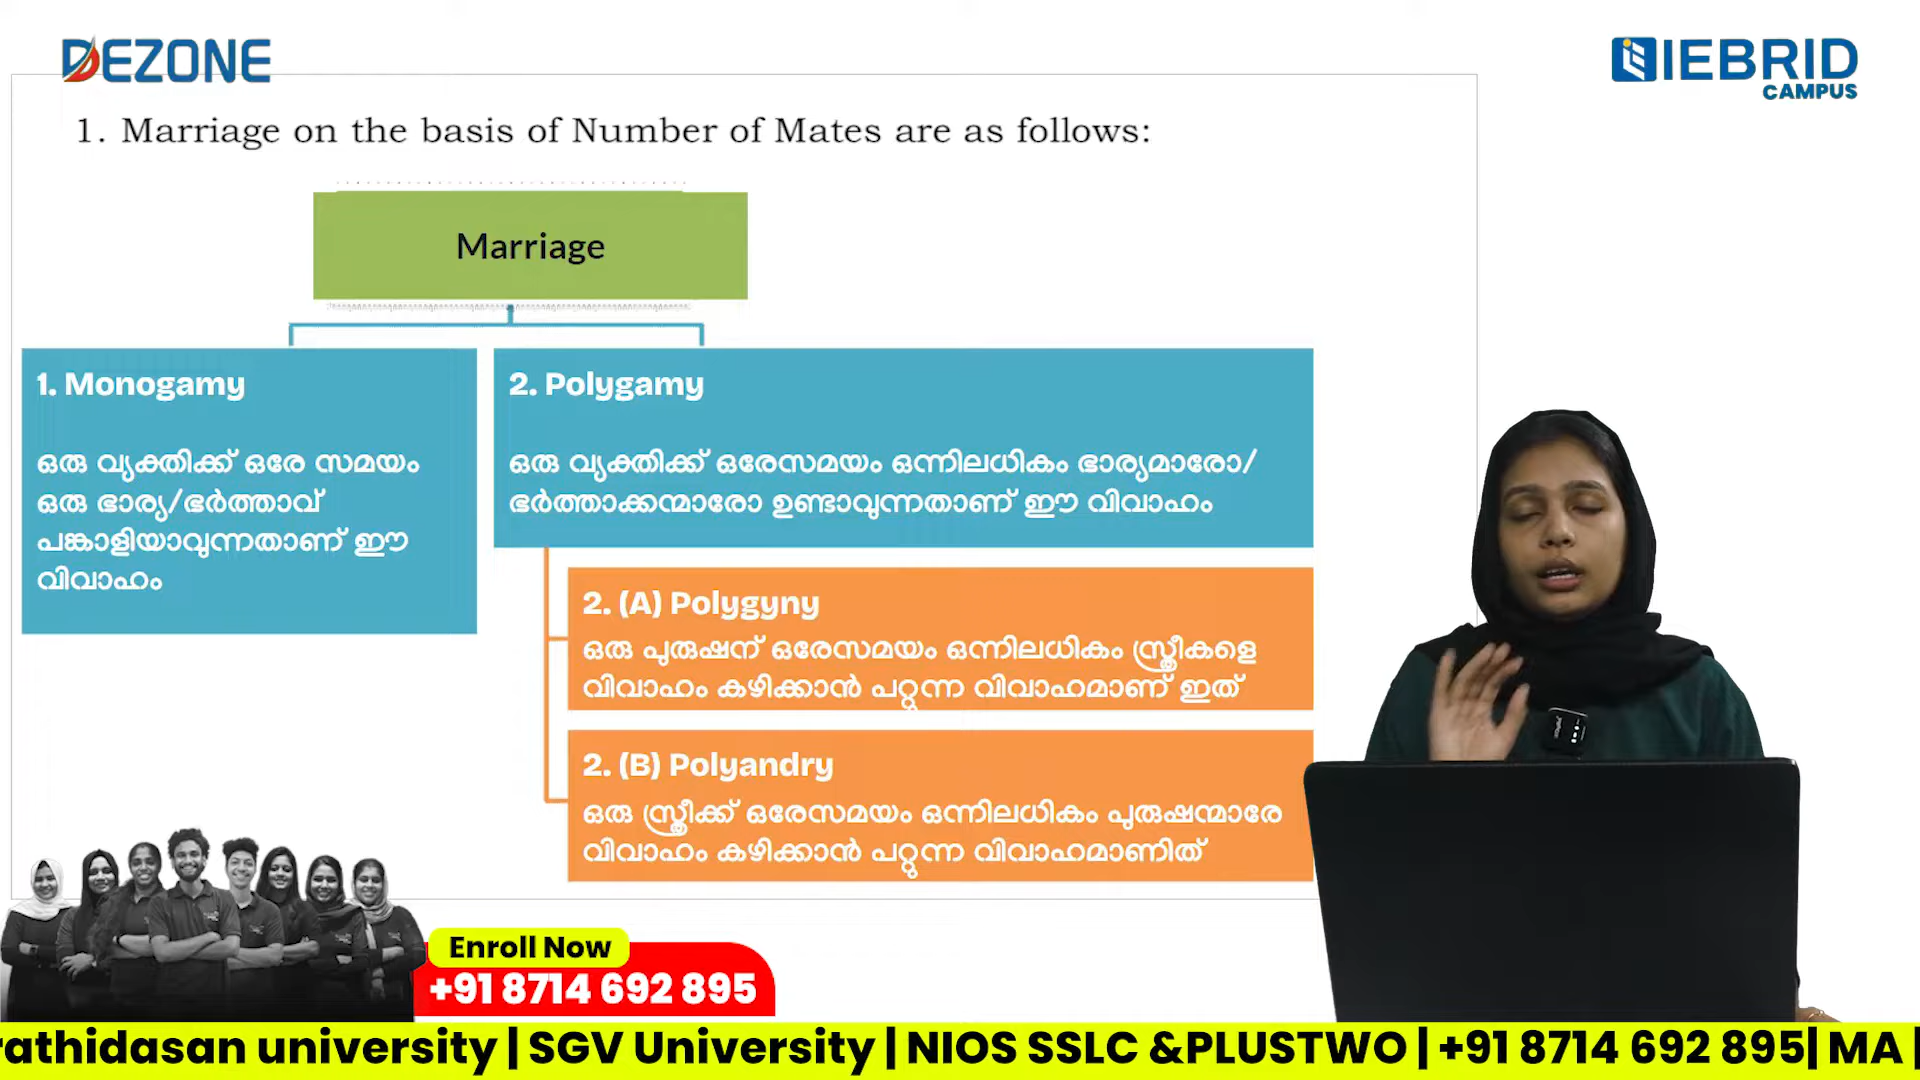 DEZONE
IEBRID
CAMPUS
1. Marriage on the basis of Number of Mates are as follows:
Marriage
1. Monogamy
ഒരു വ്യക്തിക്ക് ഒരേ സമയം
ഒരു ഭാര്യ/ഭർത്താവ്
പങ്കാളിയാവുന്നതാണ് ഈ
വിവാഹം
2. Polygamy
ഒരു വ്യക്തിക്ക് ഒരേസമയം ഒന്നിലധികം ഭാര്യമാരോ/
ഭർത്താക്കന്മാരോ ഉണ്ടാവുന്നതാണ് ഈ വിവാഹം
2. (A) Polygyny
ഒരു പുരുഷന് ഒരേസമയം ഒന്നിലധികം സ്ത്രീകളെ
വിവാഹം കഴിക്കാൻ പറ്റുന്ന വിവാഹമാണ് ഇത്
2. (B) Polyandry
ഒരു സ്ത്രീക്ക് ഒരേസമയം ഒന്നിലധികം പുരുഷന്മാരേ
വിവാഹം കഴിക്കാൻ പറ്റുന്ന വിവാഹമാണിത്
Enroll Now
+91 8714 692 895
rathidasan university | SGV University | NIOS SSLC &PLUSTWO | +91 8714 692 895| MA |